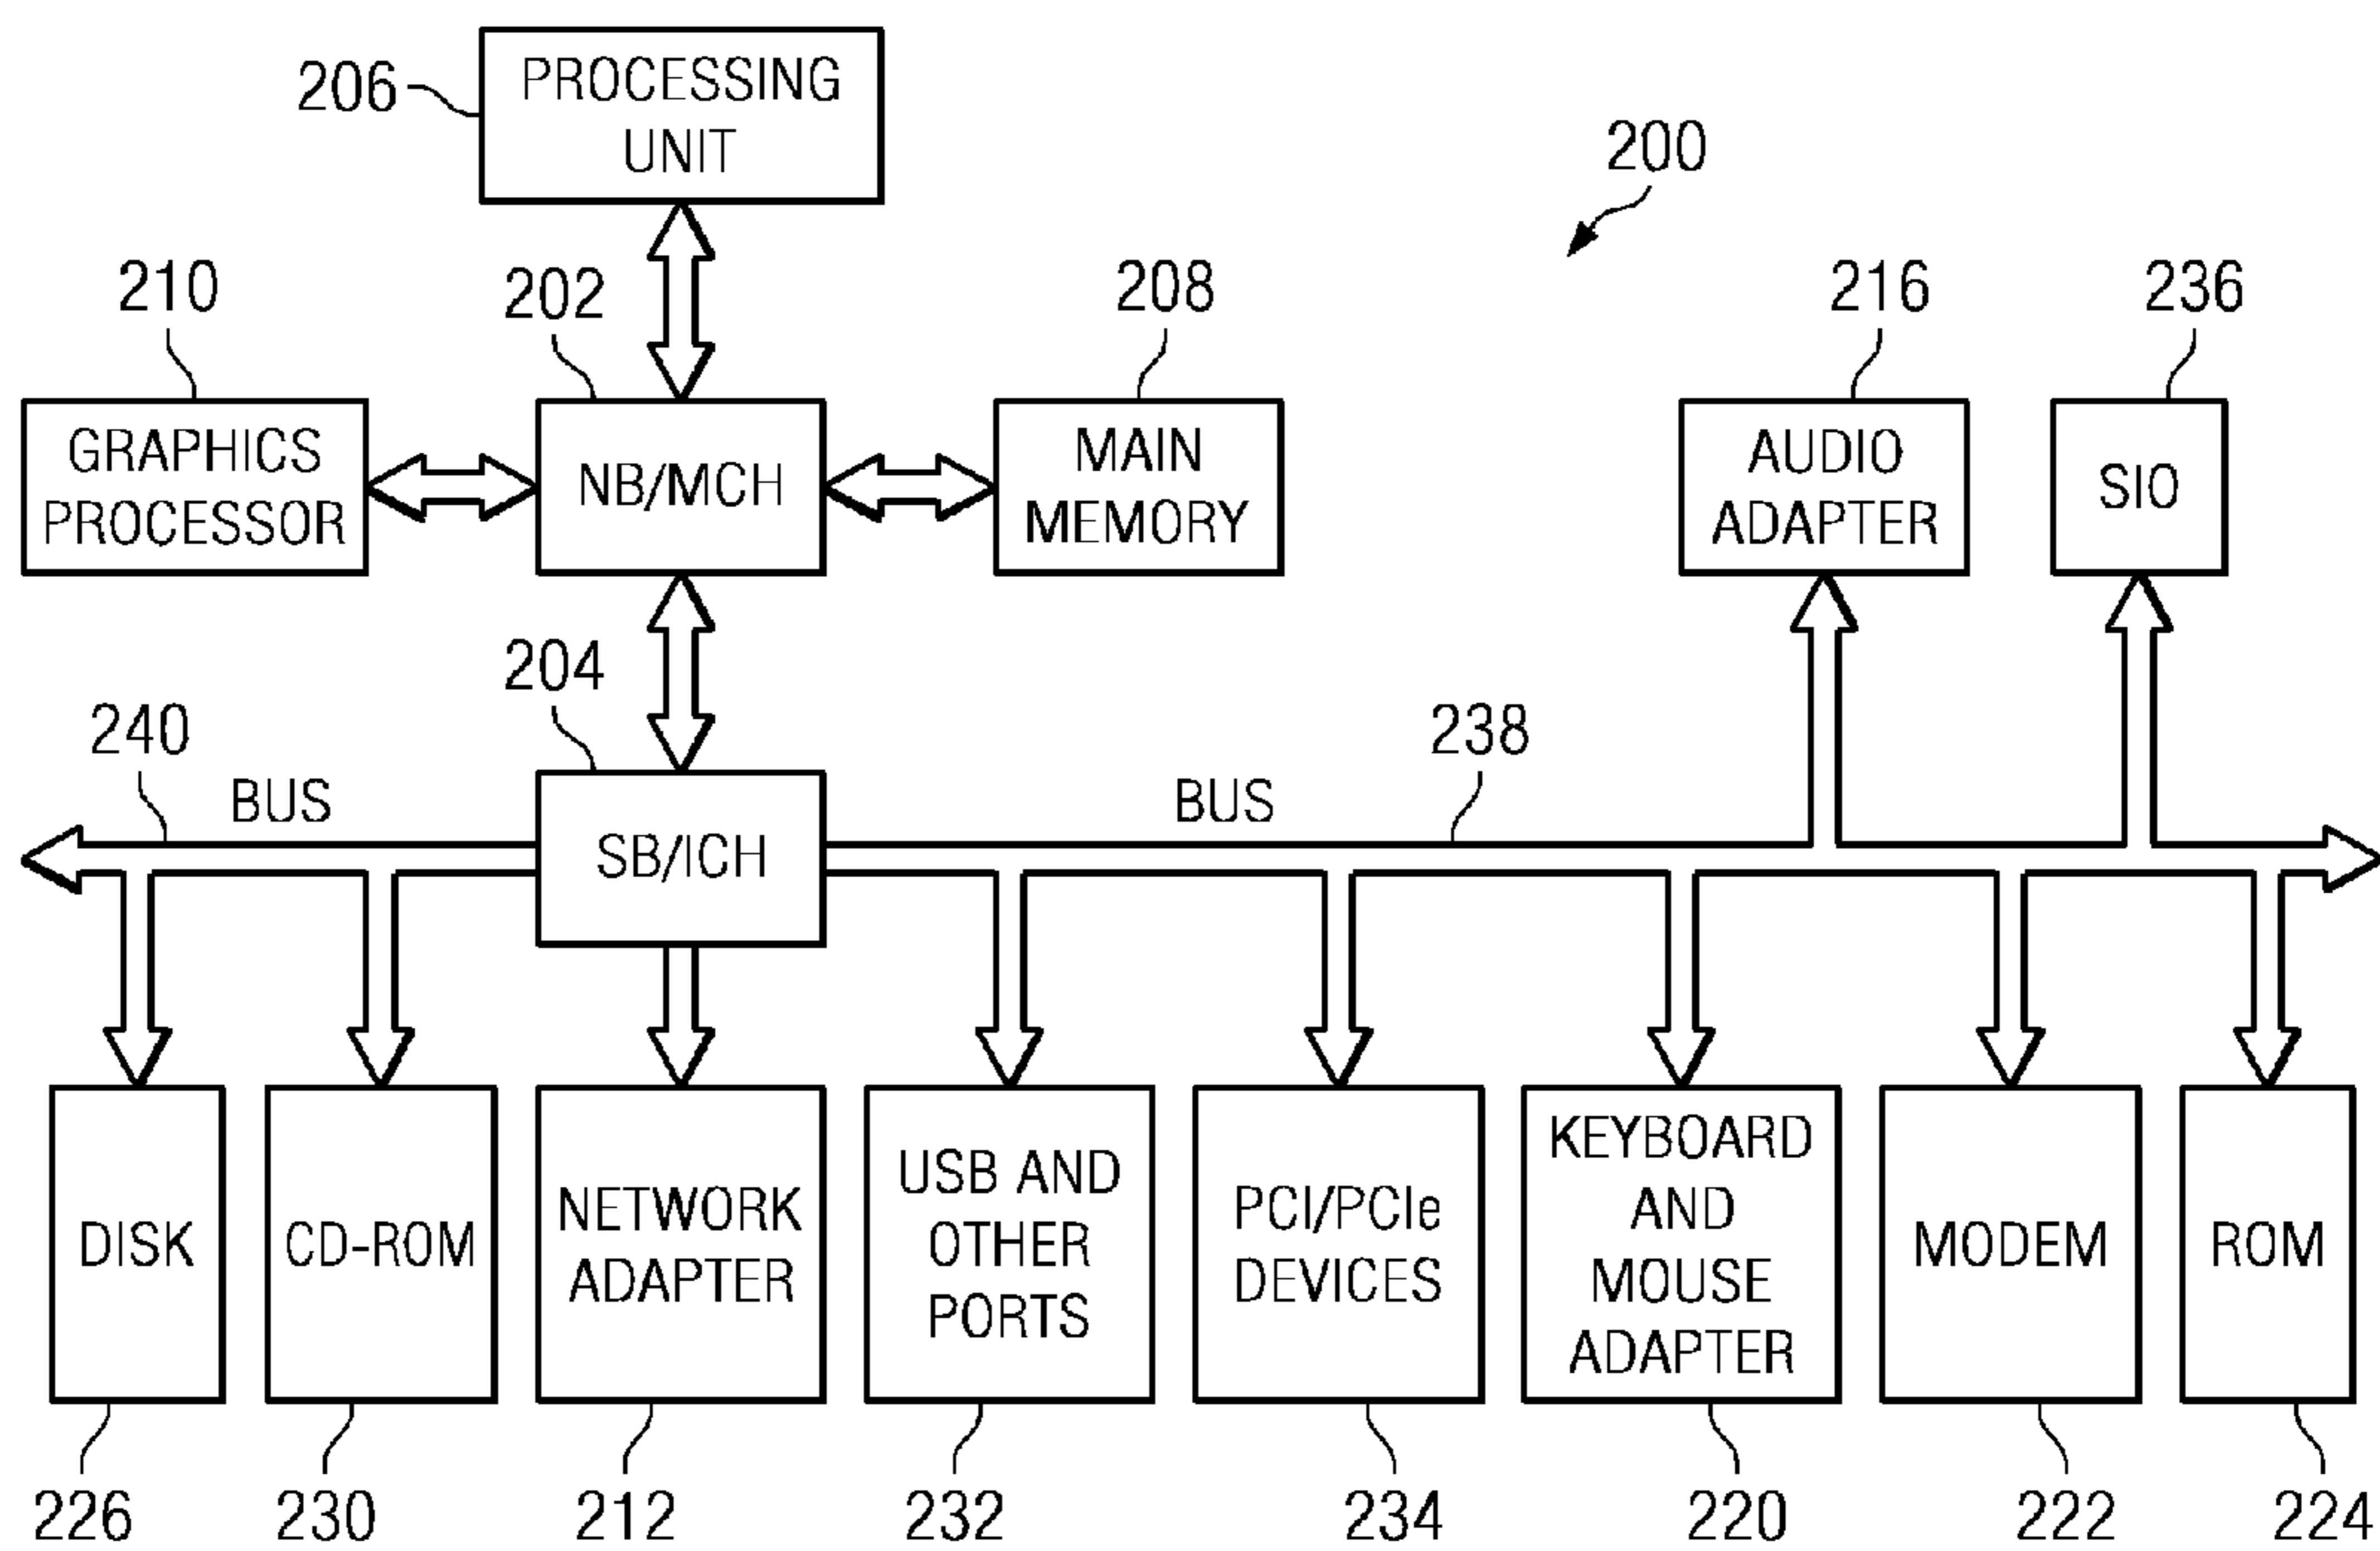 206
PROCESSING
UNIT
200
210
202
208
216
236
GRAPHICS
PROCESSOR
NB/MCH
MAIN
MEMORY
AUDIO
ADAPTER
SIO
204
240
BUS
SB/ICH
BUS
238
DISK
CD-ROM
NETWORK
ADAPTER
USB AND
OTHER
PORTS
PCI/PCIe
DEVICES
KEYBOARD
AND
MOUSE
ADAPTER
MODEM
ROM
226
230
212
232
234
220
222
224